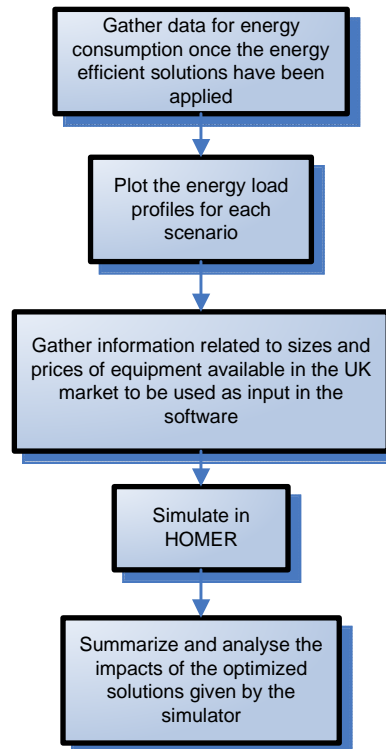 Gather data for energy
consumption once the energy
efficient solutions have been
applied
Plot the energy load
profiles for each
scenario
Gather information related to sizes and
prices of equipment available in the UK
market to be used as input in the
software
Simulate in
HOMER
Summarize and analyse the
impacts of the optimized
solutions given by the
simulator